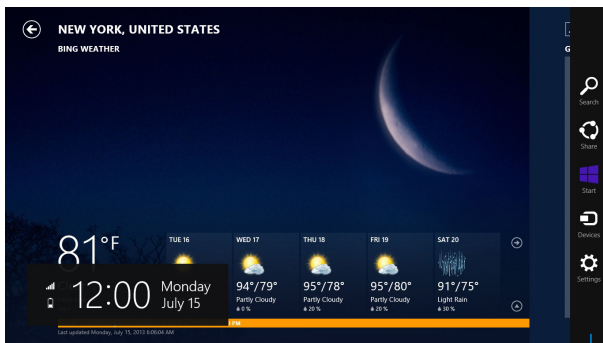 NEW YORK, UNITED STATES
BING WEATHER
Search
Share
Start
Devices
Settings
81°F
TUE 16
WED 17
94°/79°
Partly Cloudy
0 %
THU 18
95°/78°
Partly Cloudy
20 %
FRI 19
95°/80°
Partly Cloudy
20 %
SAT 20
91°/75°
Light Rain
30 %
12:00
Monday
July 15
PM
Last updated Monday, July 15, 2013 8:06:04 AM